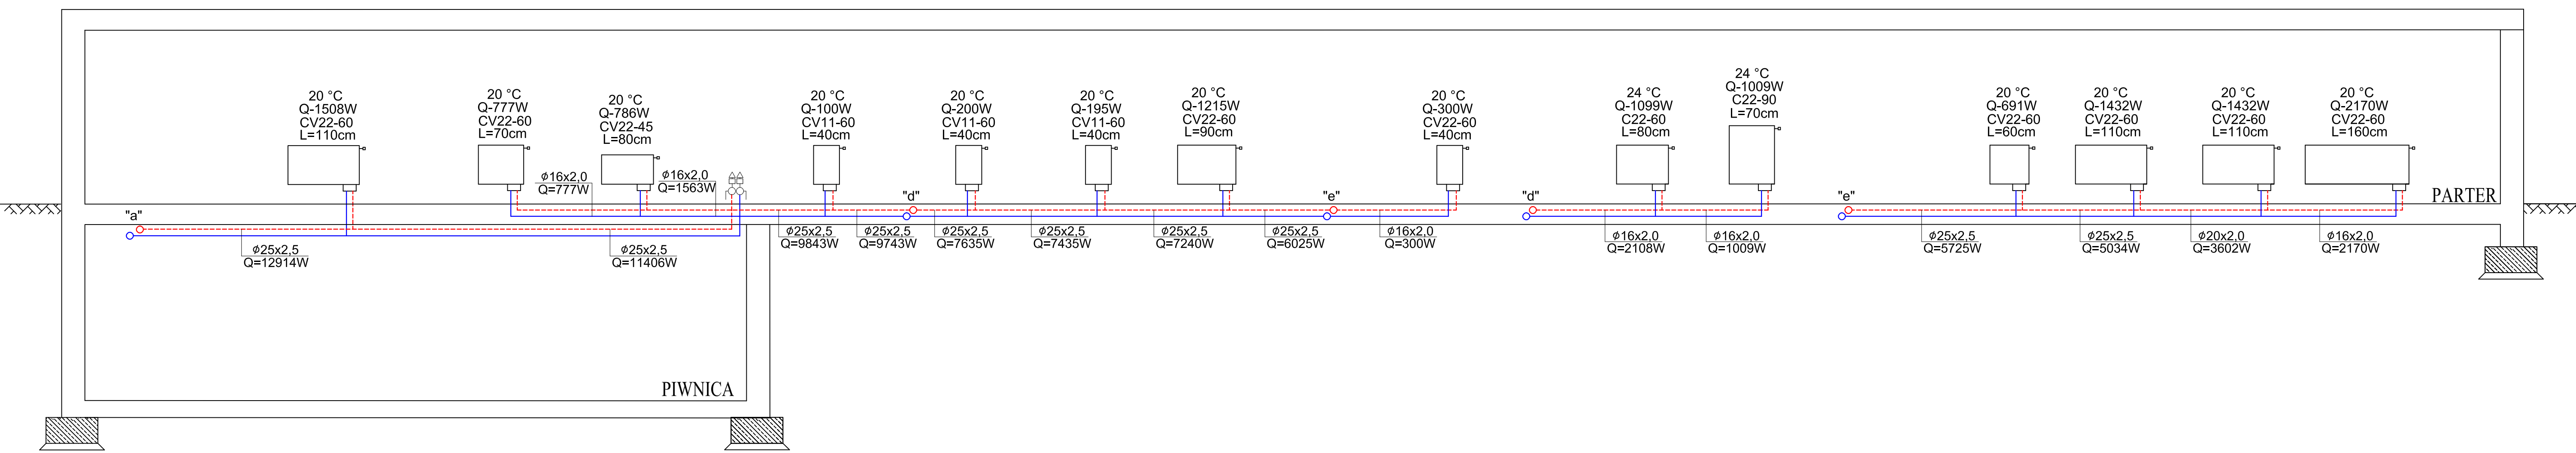 20 °C
Q-1508W
CV22-60
L=110cm
20 °C
Q-777W
CV22-60
L=70cm
20 °C
Q-786W
CV22-45
L=80cm
20 °C
Q-100W
CV11-60
L=40cm
20 °C
Q-200W
CV11-60
L=40cm
20 °C
Q-195W
CV11-60
L=40cm
20 °C
Q-1215W
CV22-60
L=90cm
20 °C
Q-300W
CV22-60
L=40cm
24 °C
Q-1099W
C22-60
L=80cm
24 °C
Q-1009W
C22-90
L=70cm
20 °C
Q-691W
CV22-60
L=60cm
20 °C
Q-1432W
CV22-60
L=110cm
20 °C
Q-1432W
CV22-60
L=110cm
20 °C
Q-2170W
CV22-60
L=160cm
ϕ16x2,0
Q=777W
ϕ16x2,0
Q=1563W
"a"
"d"
"e"
"d"
"e"
PARTER
ϕ25x2,5
Q=12914W
ϕ25x2,5
Q=11406W
ϕ25x2,5
Q=9843W
ϕ25x2,5
Q=9743W
ϕ25x2,5
Q=7635W
ϕ25x2,5
Q=7435W
ϕ25x2,5
Q=7240W
ϕ25x2,5
Q=6025W
ϕ16x2,0
Q=300W
ϕ16x2,0
Q=2108W
ϕ16x2,0
Q=1009W
ϕ25x2,5
Q=5725W
ϕ25x2,5
Q=5034W
ϕ20x2,0
Q=3602W
ϕ16x2,0
Q=2170W
PIWNICA